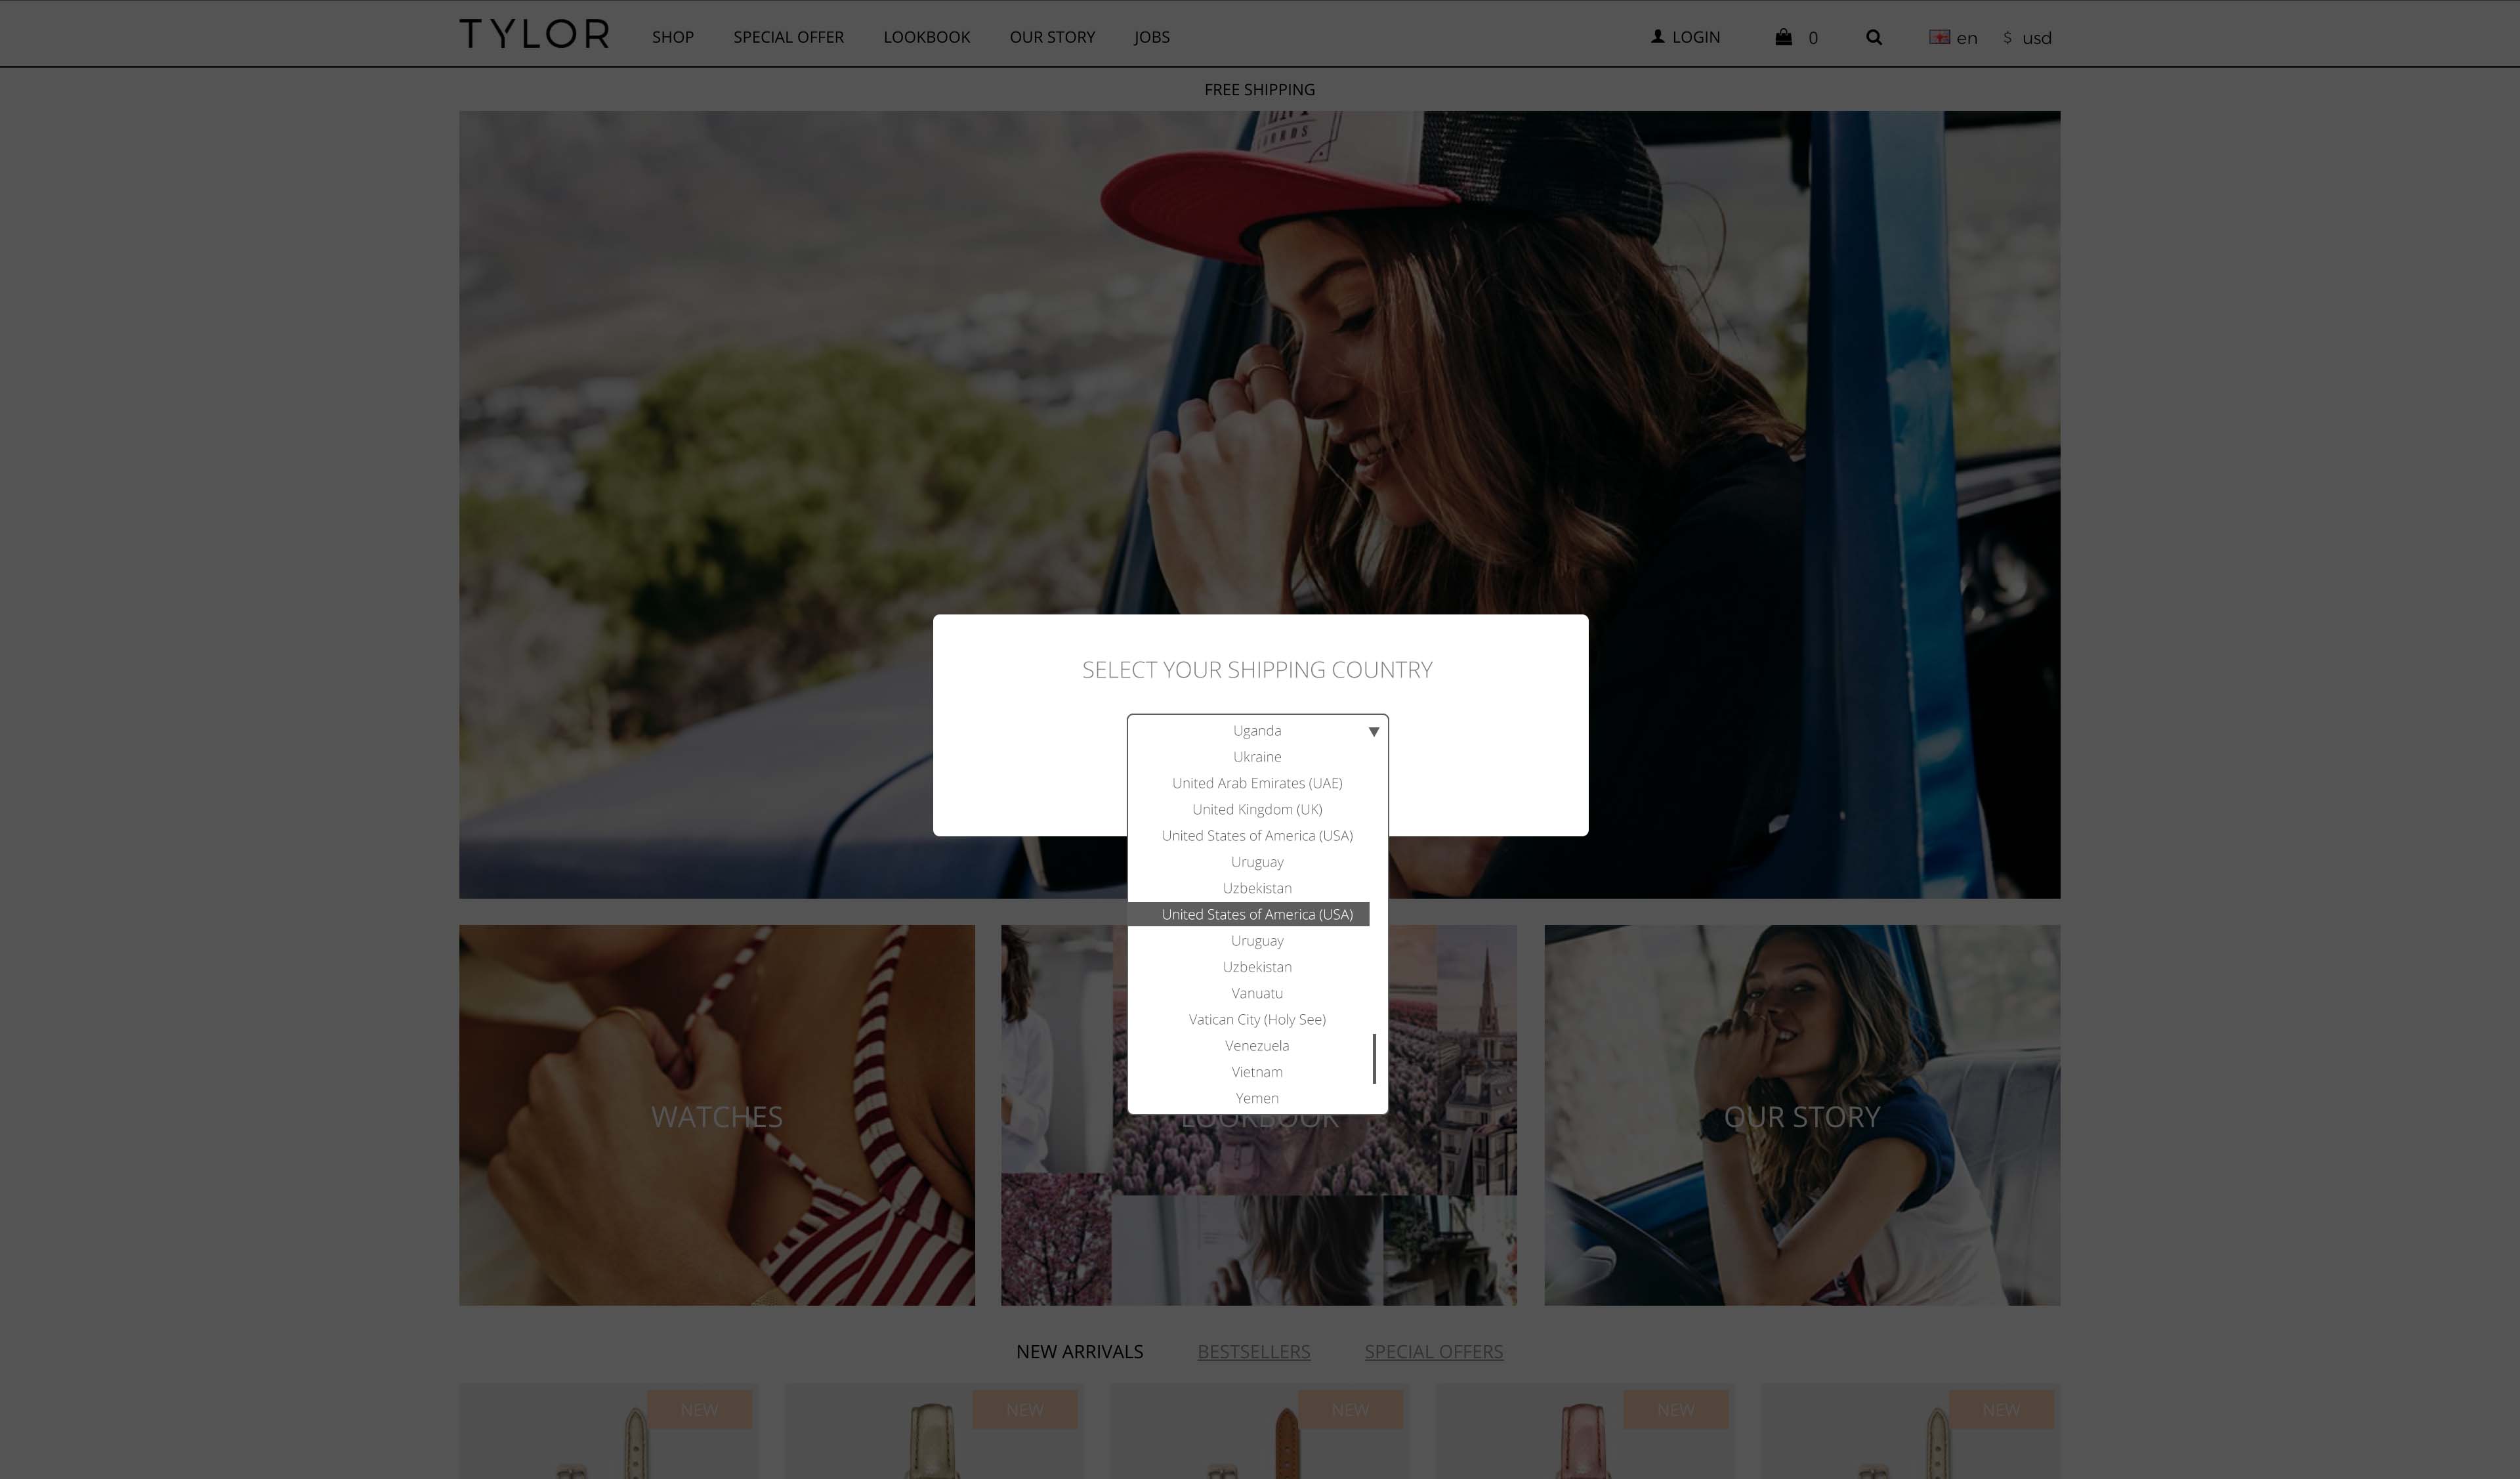 TYLOR SHOP SPECIAL OFFER LOOKBOOK OUR STORY JOBS LOGIN 0 en $ usd
FREE SHIPPING
SELECT YOUR SHIPPING COUNTRY
Uganda
Ukraine
United Arab Emirates (UAE)
United Kingdom (UK)
United States of America (USA)
Uruguay
Uzbekistan
United States of America (USA)
Uruguay
Uzbekistan
Vanuatu
Vatican City (Holy See)
Venezuela
Vietnam
Yemen
WATCHES
LOOKBOOK
OUR STORY
NEW ARRIVALS BESTSELLERS SPECIAL OFFERS
NEW NEW NEW NEW NEW